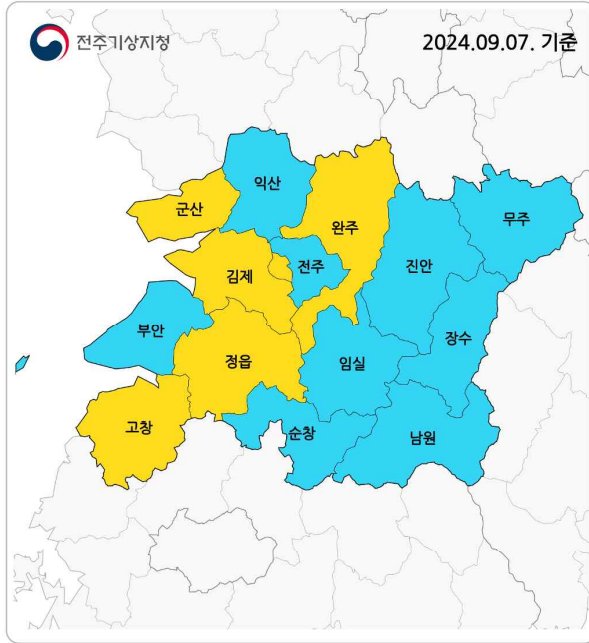 전주기상지청
2024.09.07. 기준
익산
군산
완주
무주
전주
진안
김제
부안
장수
정읍
임실
고창
순창
남원